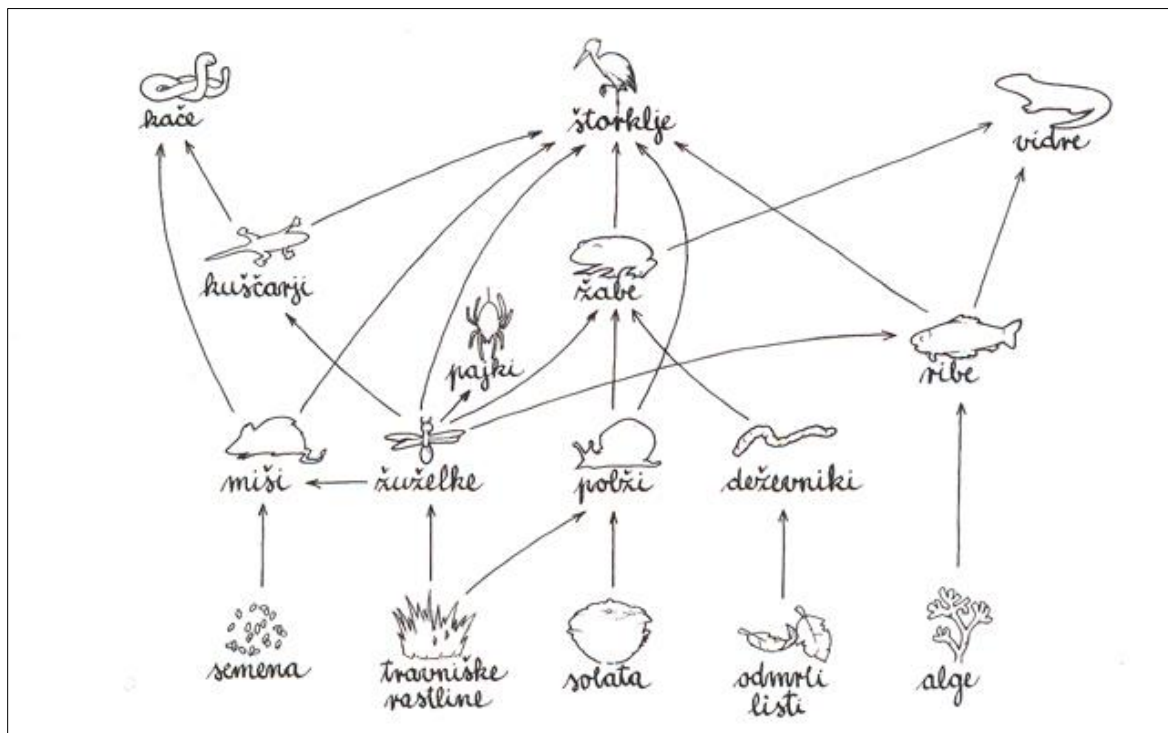 kače
štorklje
vidre
kuščarji
žabe
pajki
ribe
miši
žuželke
polži
deževniki
semena
travniške
rastline
solata
odmrli
listi
alge